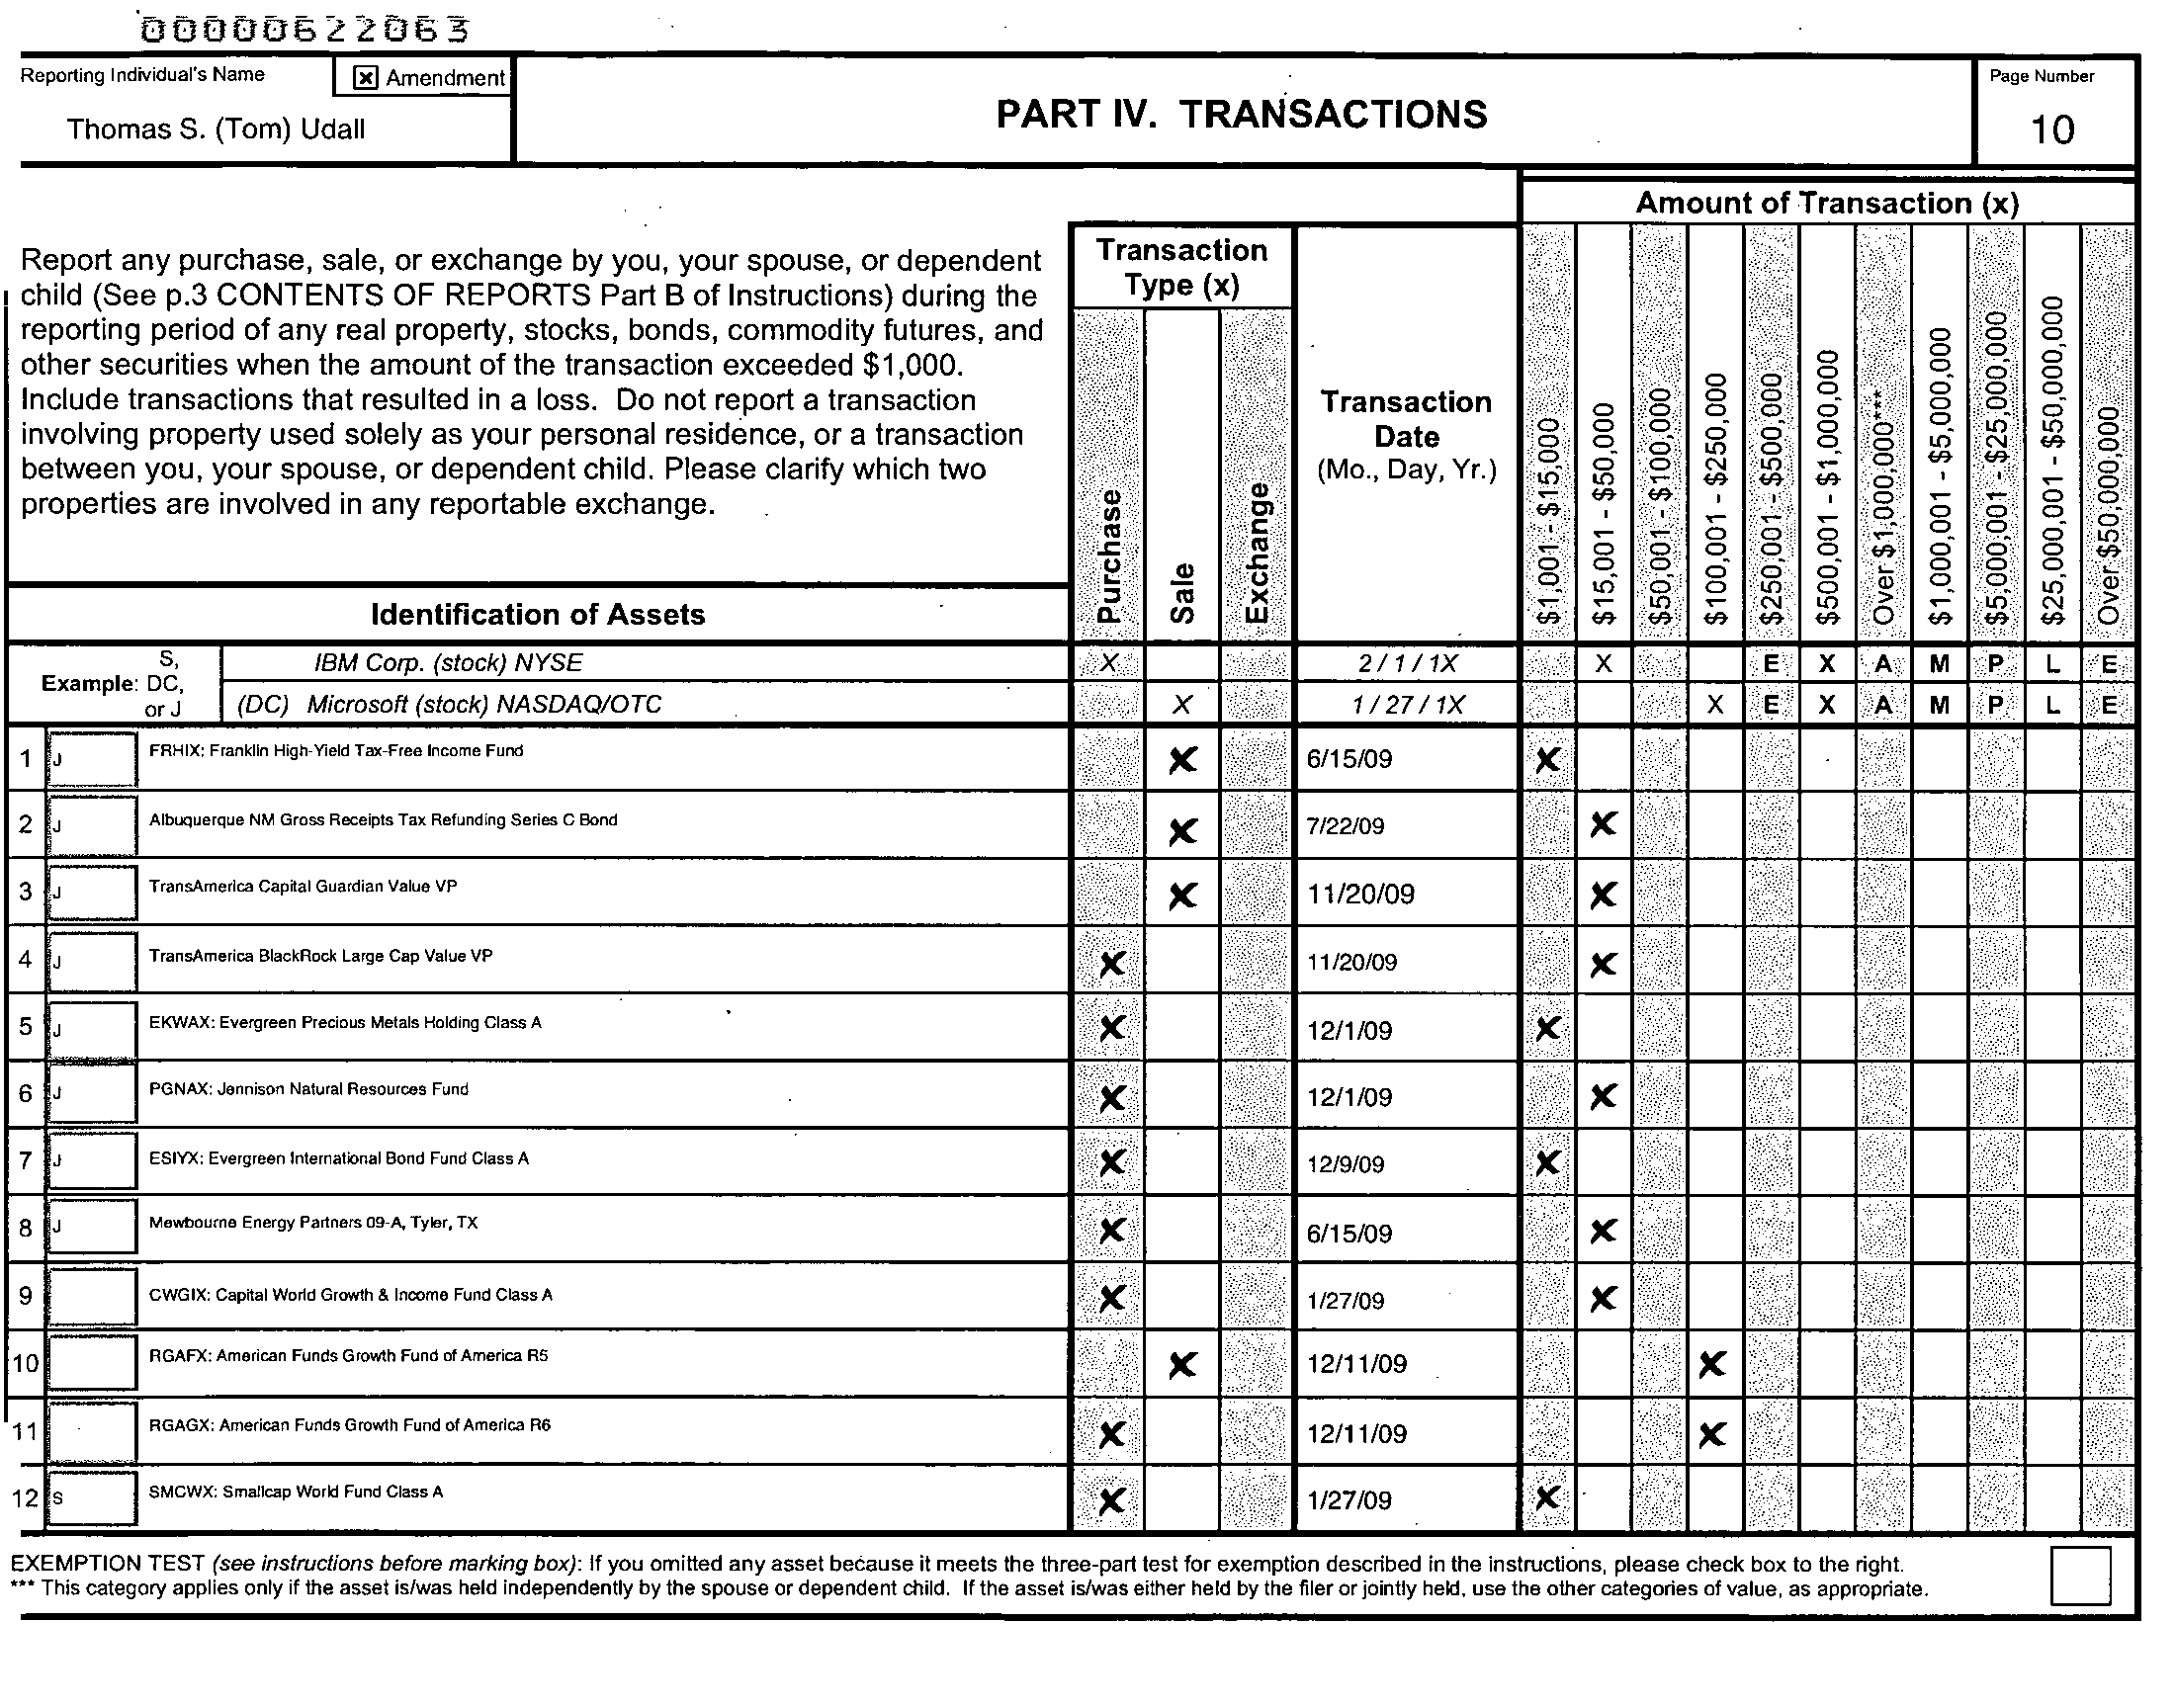 00000622063
Reporting Individual's Name
x Amendment
Thomas S. (Tom) Udall
PART IV. TRANSACTIONS
Page Number
10
Amount of Transaction (x)
Report any purchase, sale, or exchange by you, your spouse, or dependent
child (See p.3 CONTENTS OF REPORTS Part B of Instructions) during the
reporting period of any real property, stocks, bonds, commodity futures, and
other securities when the amount of the transaction exceeded $1,000.
Include transactions that resulted in a loss. Do not report a transaction
involving property used solely as your personal residence, or a transaction
between you, your spouse, or dependent child. Please clarify which two
properties are involved in any reportable exchange.
Transaction
Type (x)
Purchase
Sale
Exchange
Transaction
Date
(Mo., Day, Yr.)
$1,001 - $15,000
$15,001 - $50,000
$50,001 - $100,000
$100,001 - $250,000
$250,001 - $500,000
$500,001 - $1,000,000
Over $1,000,000***
$1,000,001 - $5,000,000
$5,000,001 - $25,000,000
$25,000,001 - $50,000,000
Over $50,000,000
Identification of Assets
Example: S, DC, or J
IBM Corp. (stock) NYSE X 2 / 1 / 1X X E X A M P L E
(DC) Microsoft (stock) NASDAQ/OTC X 1 / 27 / 1X X E X A M P L E
1 J FRHIX: Franklin High-Yield Tax-Free Income Fund X 6/15/09 X
2 J Albuquerque NM Gross Receipts Tax Refunding Series C Bond X 7/22/09 X
3 J TransAmerica Capital Guardian Value VP X 11/20/09 X
4 J TransAmerica BlackRock Large Cap Value VP X 11/20/09 X
5 J EKWAX: Evergreen Precious Metals Holding Class A X 12/1/09 X
6 J PGNAX: Jennison Natural Resources Fund X 12/1/09 X
7 J ESIYX: Evergreen International Bond Fund Class A X 12/9/09 X
8 J Mewbourne Energy Partners 09-A, Tyler, TX X 6/15/09 X
9 CWGIX: Capital World Growth & Income Fund Class A X 1/27/09 X
10 RGAFX: American Funds Growth Fund of America R5 X 12/11/09 X
11 RGAGX: American Funds Growth Fund of America R6 X 12/11/09 X
12 S SMCWX: Smallcap World Fund Class A X 1/27/09 X
EXEMPTION TEST (see instructions before marking box): If you omitted any asset because it meets the three-part test for exemption described in the instructions, please check box to the right.
*** This category applies only if the asset is/was held independently by the spouse or dependent child. If the asset is/was either held by the filer or jointly held, use the other categories of value, as appropriate.